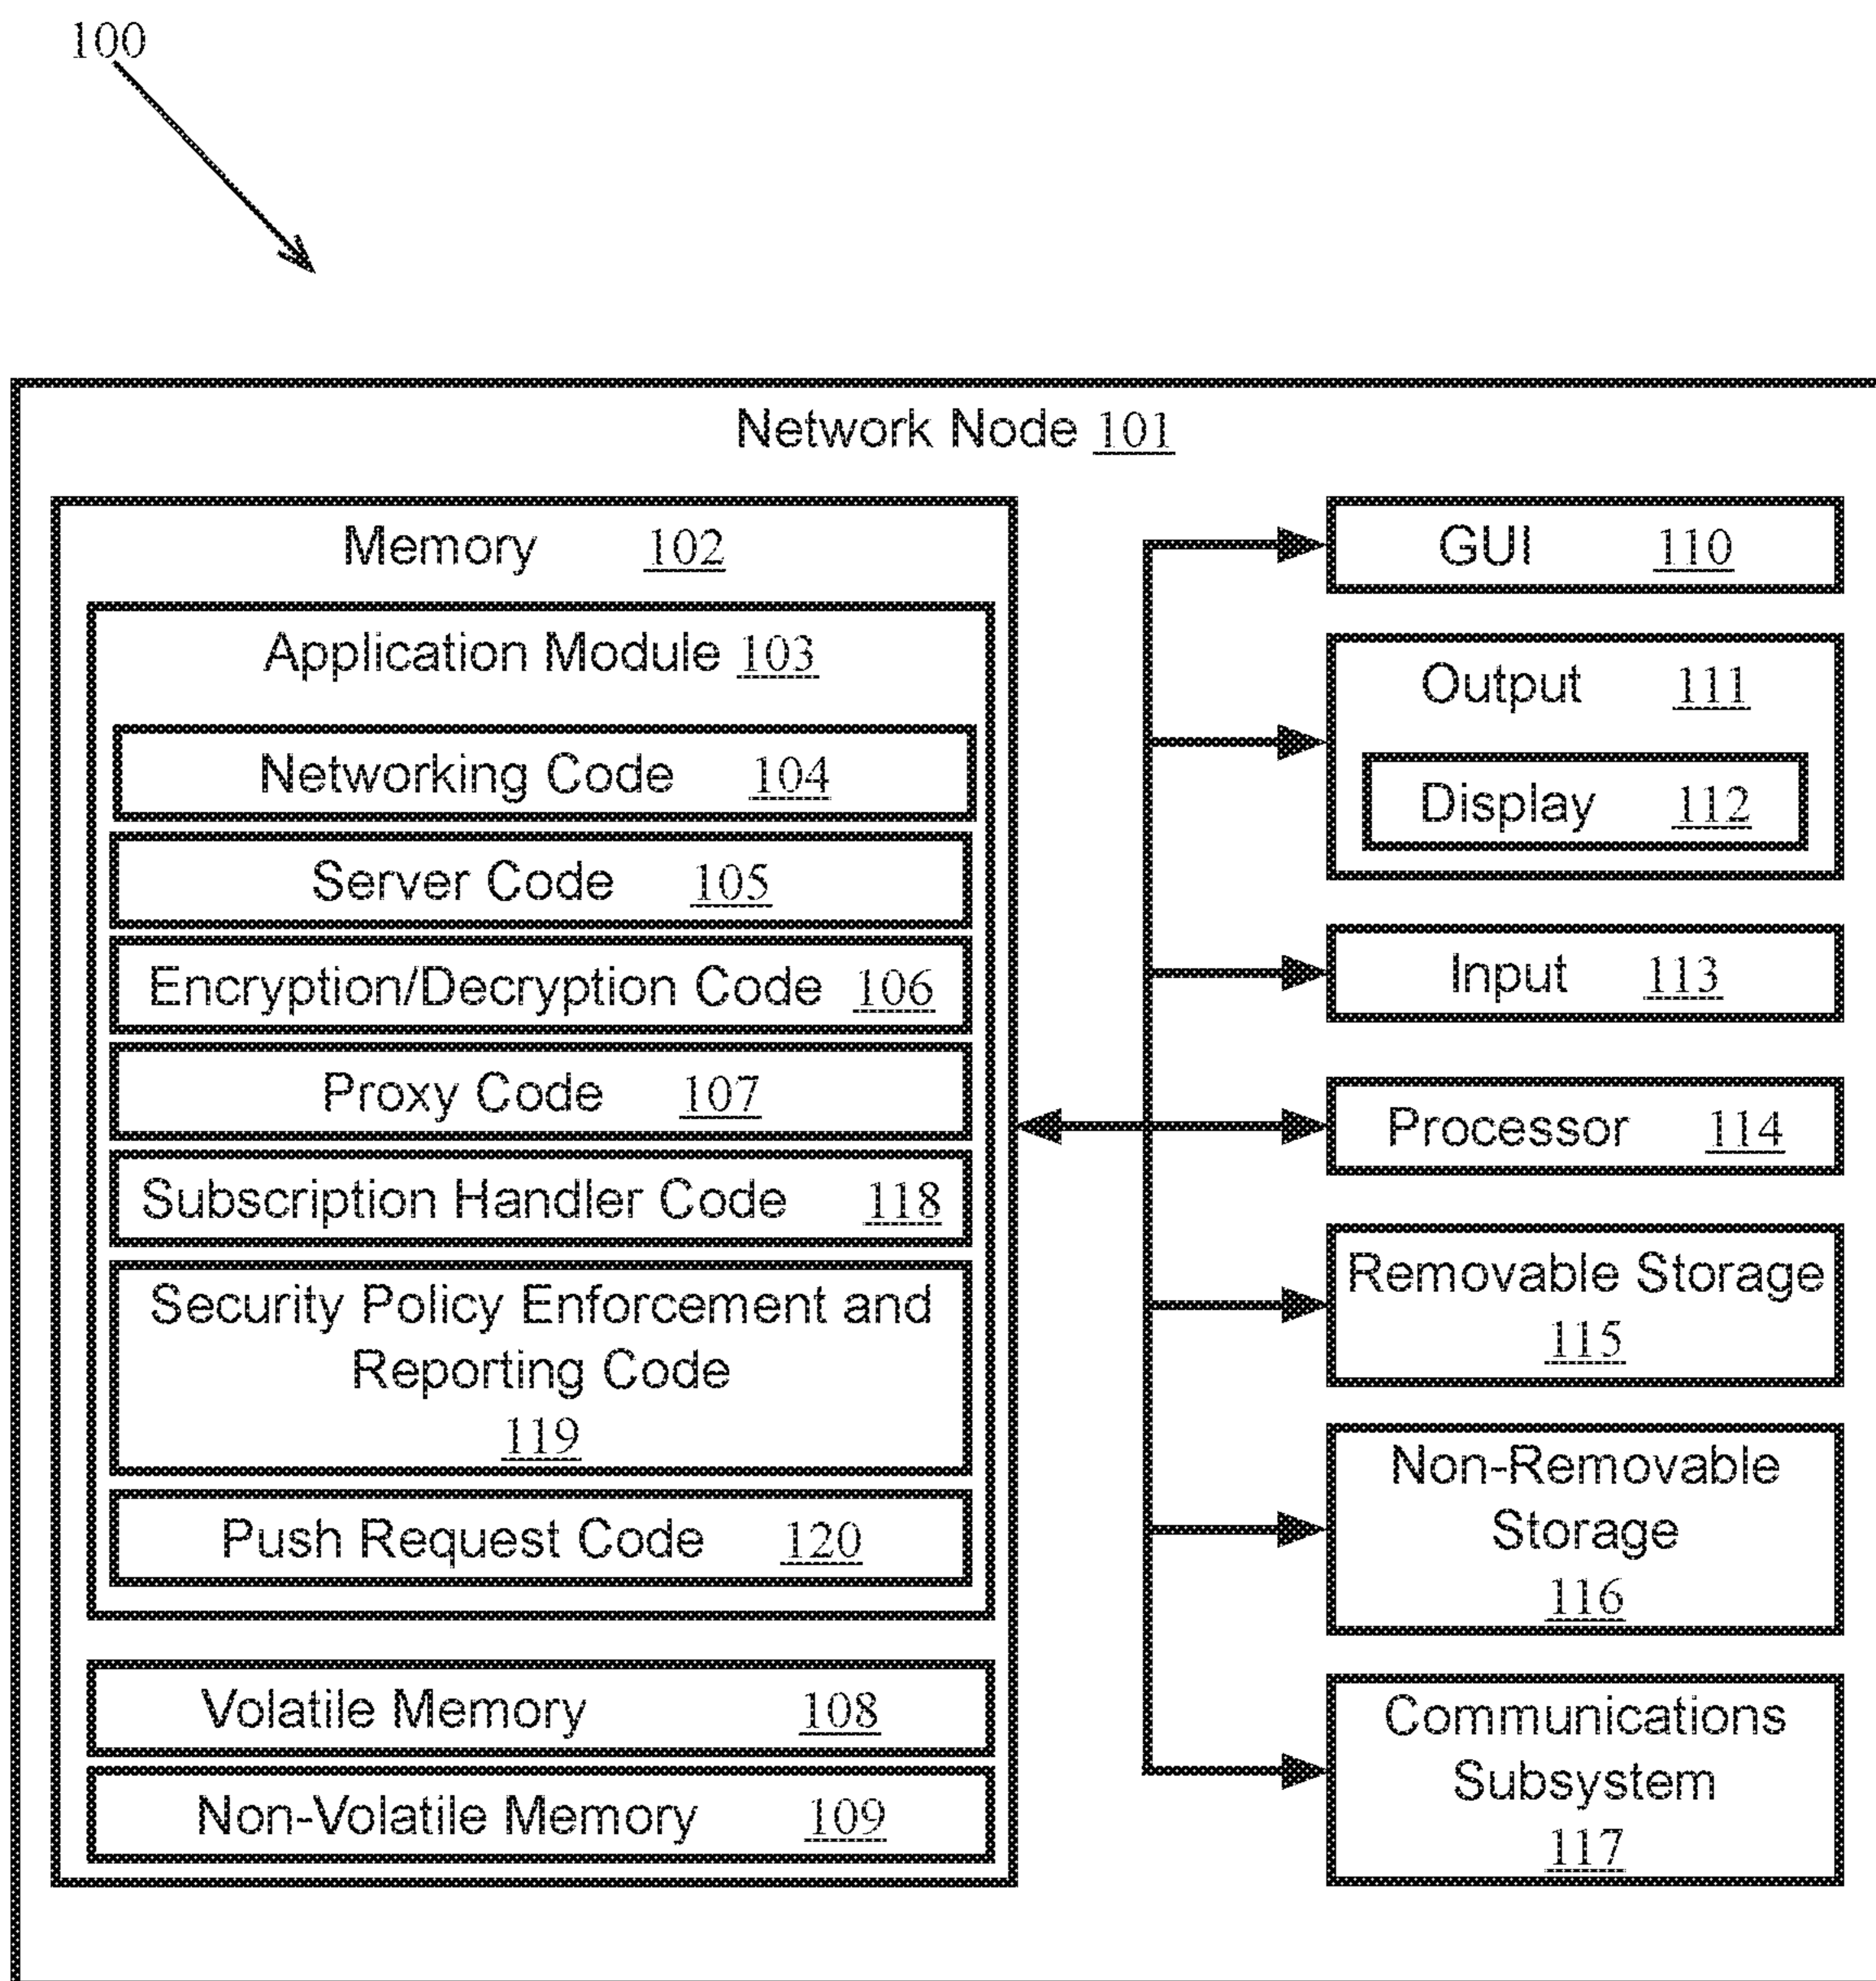 100
Network Node 101
Memory 102
Application Module 103
Networking Code 104
Server Code 105
Encryption/Decryption Code 106
Proxy Code 107
Subscription Handler Code 118
Security Policy Enforcement and
Reporting Code
119
Push Request Code 120
Volatile Memory 108
Non-Volatile Memory 109
GUI 110
Output 111
Display 112
Input 113
Processor 114
Removable Storage
115
Non-Removable
Storage
116
Communications
Subsystem
117